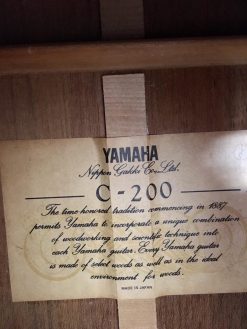 YAMAHA
Nippon Gakki Co., Ltd.
C-200
The time honored tradition commencing in 1887
permits Yamaha to incorporate a unique combination
of woodworking and scientific technique into
each Yamaha guitar. Every Yamaha guitar
is made of select woods as well as in the ideal
environment for woods.
MADE IN JAPAN